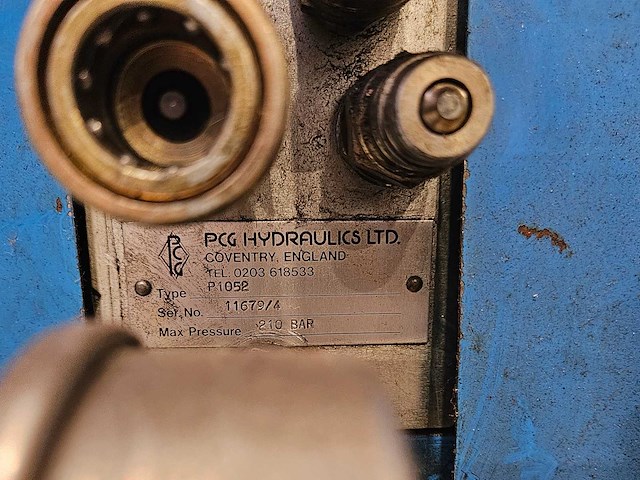 PCG
PCG HYDRAULICS LTD.
COVENTRY, ENGLAND
TEL. 0203 618533
Type P1052
Ser. No. 11679/4
Max Pressure 210 BAR